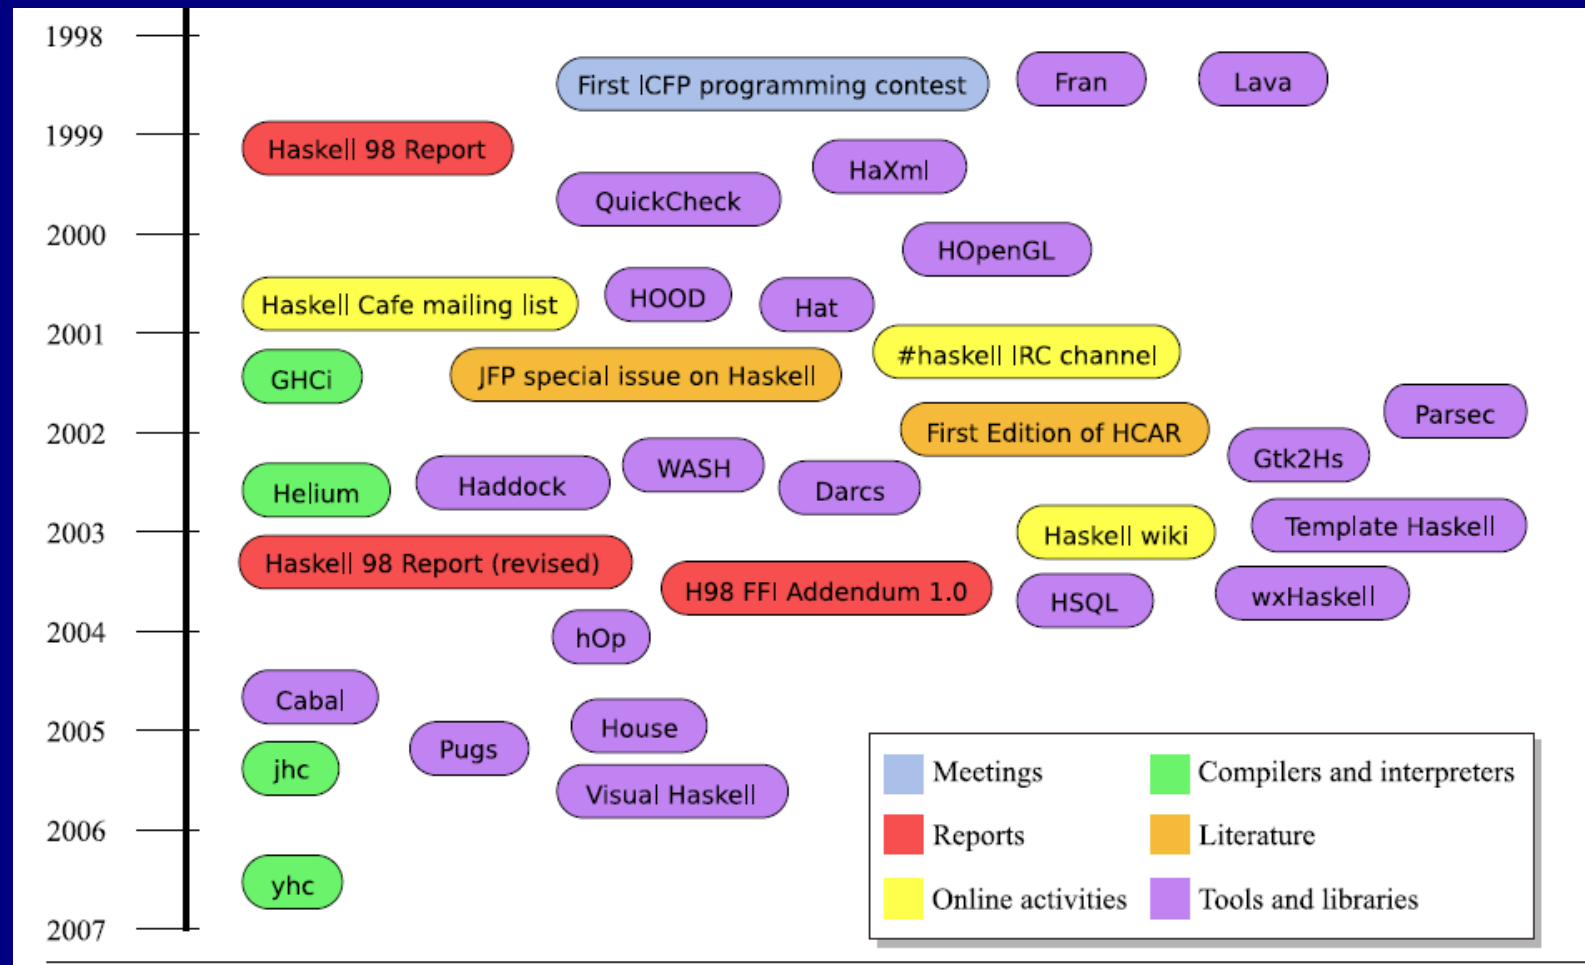 1998
First ICFP programming contest
Fran
Lava
1999
Haskell 98 Report
HaXml
QuickCheck
2000
HOpenGL
Haskell Cafe mailing list
HOOD
Hat
2001
#haskell IRC channel
GHCi
JFP special issue on Haskell
Parsec
2002
First Edition of HCAR
Gtk2Hs
Helium
Haddock
WASH
Darcs
2003
Haskell wiki
Template Haskell
Haskell 98 Report (revised)
H98 FFI Addendum 1.0
HSQL
wxHaskell
2004
hOp
Cabal
2005
House
Pugs
jhc
Visual Haskell
2006
yhc
2007
Meetings
Compilers and interpreters
Reports
Literature
Online activities
Tools and libraries